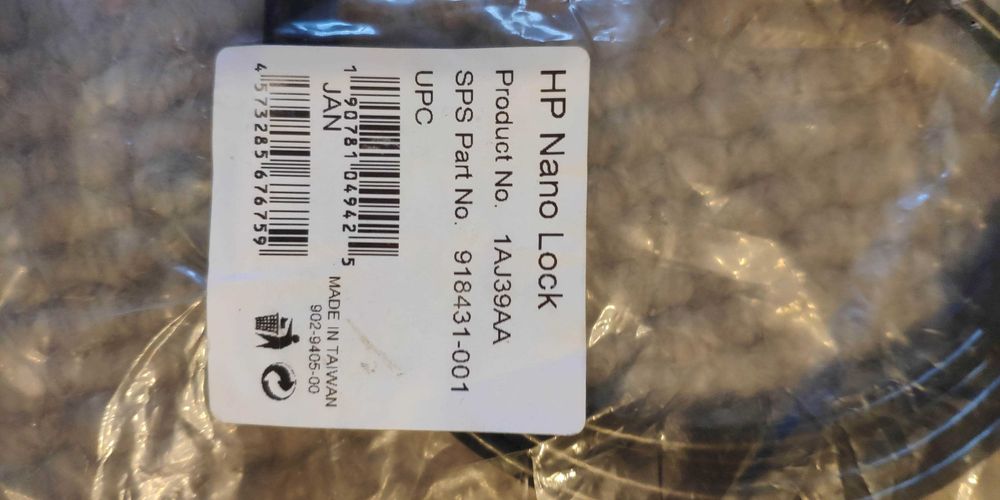 HP Nano Lock
Product No. 1AJ39AA
SPS Part No. 918431-001
UPC
1 90781 04942 5
JAN
4 573285 676759
MADE IN TAIWAN
902-9405-00